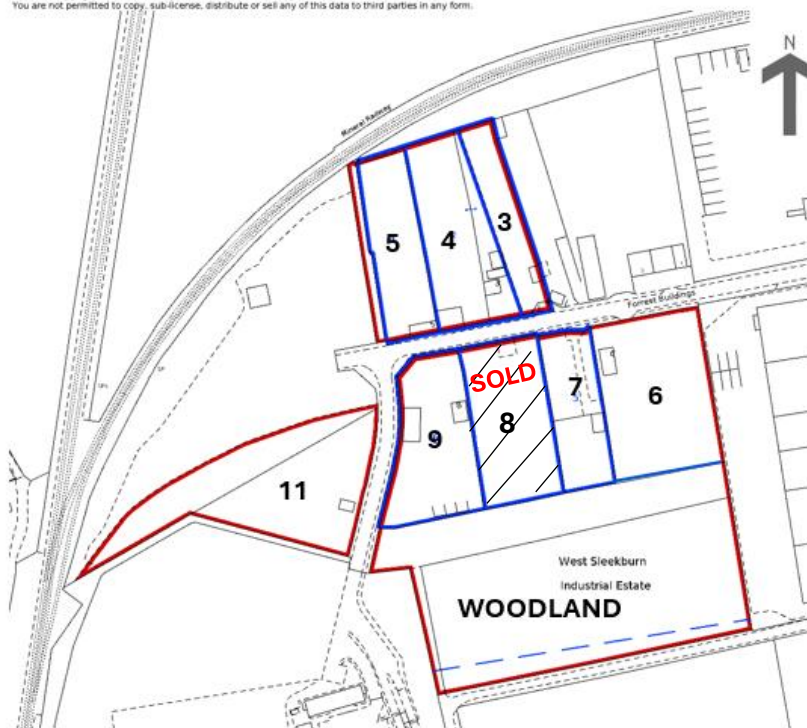 You are not permitted to copy, sub-license, distribute or sell any of this data to third parties in any form.
N
Mineral Railway
5
4
3
Forrest Buildings
SOLD
9
8
7
6
11
West Sleekburn
Industrial Estate
WOODLAND